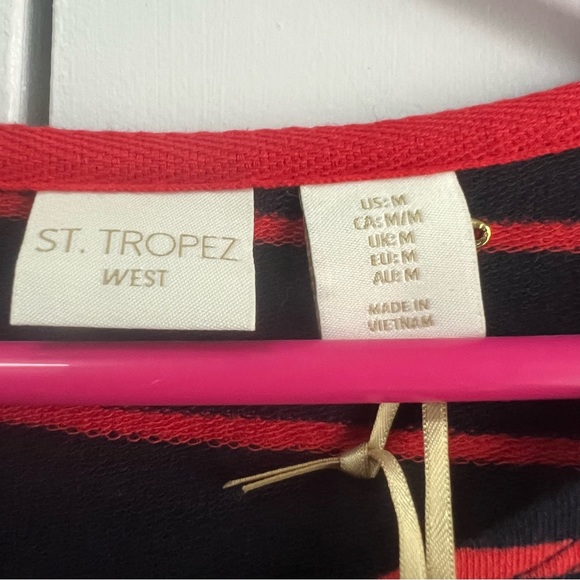 ST. TROPEZ
WEST
US: M
CA: M/M
UK: M
EU: M
AU: M
MADE IN
VIETNAM